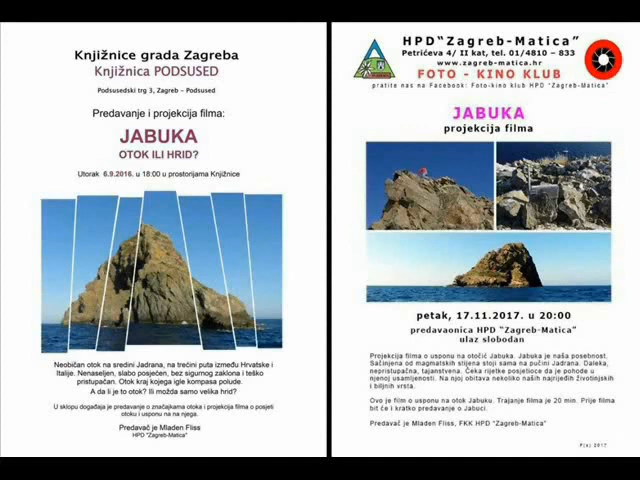 Knjižnice grada Zagreba
Knjižnica PODSUSED
Podsusedski trg 3, Zagreb – Podsused
Predavanje i projekcija filma:
JABUKA
OTOK ILI HRID?
Utorak 6.9.2016. u 18:00 u prostorijama Knjižnice
Neobičan otok na sredini Jadrana, na trećini puta između Hrvatske i
Italije. Nenaseljen, slabo posjećen, bez sigurnog zaklona i teško
pristupačan. Otok kraj kojega igle kompasa polude.
A da li je to otok? Ili možda samo velika hrid?
U sklopu događaja je predavanje o značajkama otoka i projekcija filma o posjeti
otoku i usponu na na njega.
Predavač je Mladen Fliss
HPD "Zagreb-Matica"
HPD"Zagreb-Matica"
Petrićeva 4/ II kat, tel. 01/4810 – 833
www.zagreb-matica.hr
FOTO - KINO KLUB
pratite nas na Facebook: Foto-kino klub HPD "Zagreb-Matica"
JABUKA
projekcija filma
petak, 17.11.2017. u 20:00
predavaonica HPD "Zagreb-Matica"
ulaz slobodan
Projekcija filma o usponu na otočić Jabuka. Jabuka je naša posebnost.
Sačinjena od magmatskih stijena stoji sama na pučini Jadrana. Daleka,
nepristupačna, tajanstvena. Čeka rijetke posjetioce da je pohode u
njenoj usamljenosti. Na njoj obitava nekoliko naših najrjeđih životinjskih
i biljnih vrsta.
Ovo je film o usponu na otok Jabuku. Trajanje filma je 20 min. Prije filma
bit će i kratko predavanje o Jabuci.
Predavač je Mladen Fliss, FKK HPD "Zagreb-Matica"